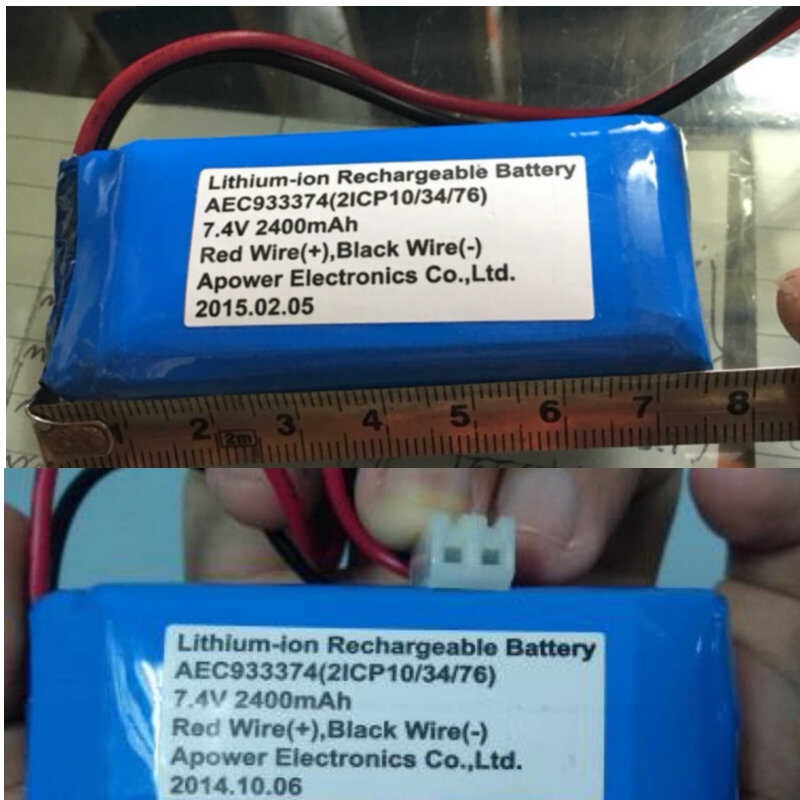 Lithium-ion Rechargeable Battery
AEC933374(2ICP10/34/76)
7.4V 2400mAh
Red Wire(+),Black Wire(-)
Apower Electronics Co.,Ltd.
2015.02.05
1 2 2m 3 4 5 6 7 8
Lithium-ion Rechargeable Battery
AEC933374(2ICP10/34/76)
7.4V 2400mAh
Red Wire(+),Black Wire(-)
Apower Electronics Co.,Ltd.
2014.10.06